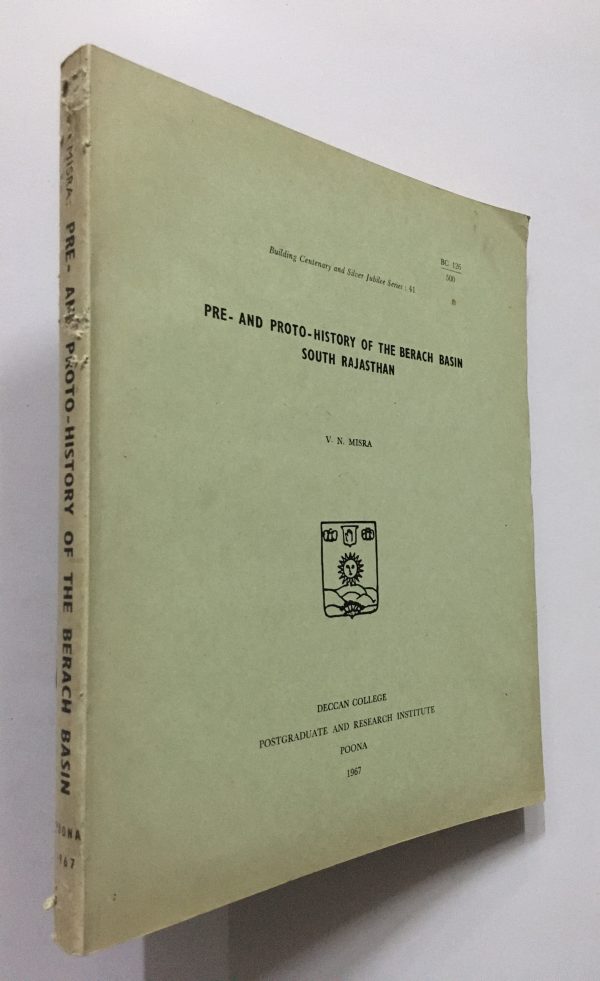 Building Centenary and Silver Jubilee Series : 41
BC 126
500
PRE- AND PROTO-HISTORY OF THE BERACH BASIN
SOUTH RAJASTHAN
V. N. MISRA
DECCAN COLLEGE
POSTGRADUATE AND RESEARCH INSTITUTE
POONA
1967
MISRA: PRE- AND PROTO-HISTORY OF THE BERACH BASIN
POONA
1967